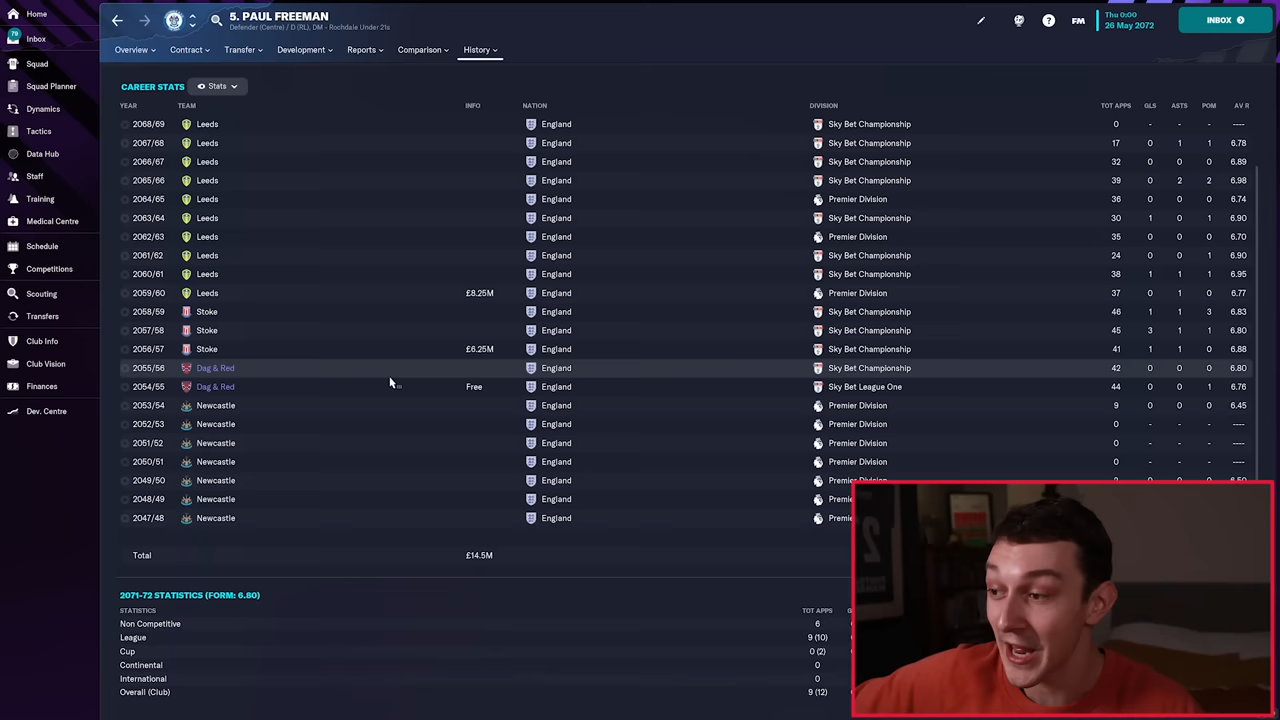 5. PAUL FREEMAN
Defender (Centre) / D (RL), DM - Rochdale Under 21s
FM
Thu 0:00
26 May 2072
INBOX
Home
79
Inbox
Squad
Squad Planner
Dynamics
Tactics
Data Hub
Staff
Training
Medical Centre
Schedule
Competitions
Scouting
Transfers
Club Info
Club Vision
Finances
Dev. Centre
Overview Contract Transfer Development Reports Comparison History
CAREER STATS Stats
YEAR TEAM INFO NATION DIVISION TOT APPS GLS ASTS POM AV R
2068/69 Leeds England Sky Bet Championship 0 - - - ----
2067/68 Leeds England Sky Bet Championship 17 0 1 1 6.78
2066/67 Leeds England Sky Bet Championship 32 0 0 1 6.89
2065/66 Leeds England Sky Bet Championship 39 0 2 2 6.98
2064/65 Leeds England Premier Division 36 0 0 0 6.74
2063/64 Leeds England Sky Bet Championship 30 1 0 1 6.90
2062/63 Leeds England Premier Division 35 0 1 0 6.70
2061/62 Leeds England Sky Bet Championship 24 0 0 1 6.90
2060/61 Leeds England Sky Bet Championship 38 1 1 1 6.95
2059/60 Leeds £8.25M England Premier Division 37 0 1 0 6.77
2058/59 Stoke England Sky Bet Championship 46 1 1 3 6.83
2057/58 Stoke England Sky Bet Championship 45 3 1 1 6.80
2056/57 Stoke £6.25M England Sky Bet Championship 41 1 1 0 6.88
2055/56 Dag & Red England Sky Bet Championship 42 0 0 0 6.80
2054/55 Dag & Red Free England Sky Bet League One 44 0 0 1 6.76
2053/54 Newcastle England Premier Division 9 0 0 0 6.45
2052/53 Newcastle England Premier Division 0 - - - ----
2051/52 Newcastle England Premier Division 0 - - - ----
2050/51 Newcastle England Premier Division 0 - - - ----
2049/50 Newcastle England Premier Division
2048/49 Newcastle England Premie
2047/48 Newcastle England Premie
Total £14.5M
2071-72 STATISTICS (FORM: 6.80)
STATISTICS TOT APPS
Non Competitive 6
League 9 (10)
Cup 0 (2)
Continental 0
International 0
Overall (Club) 9 (12)